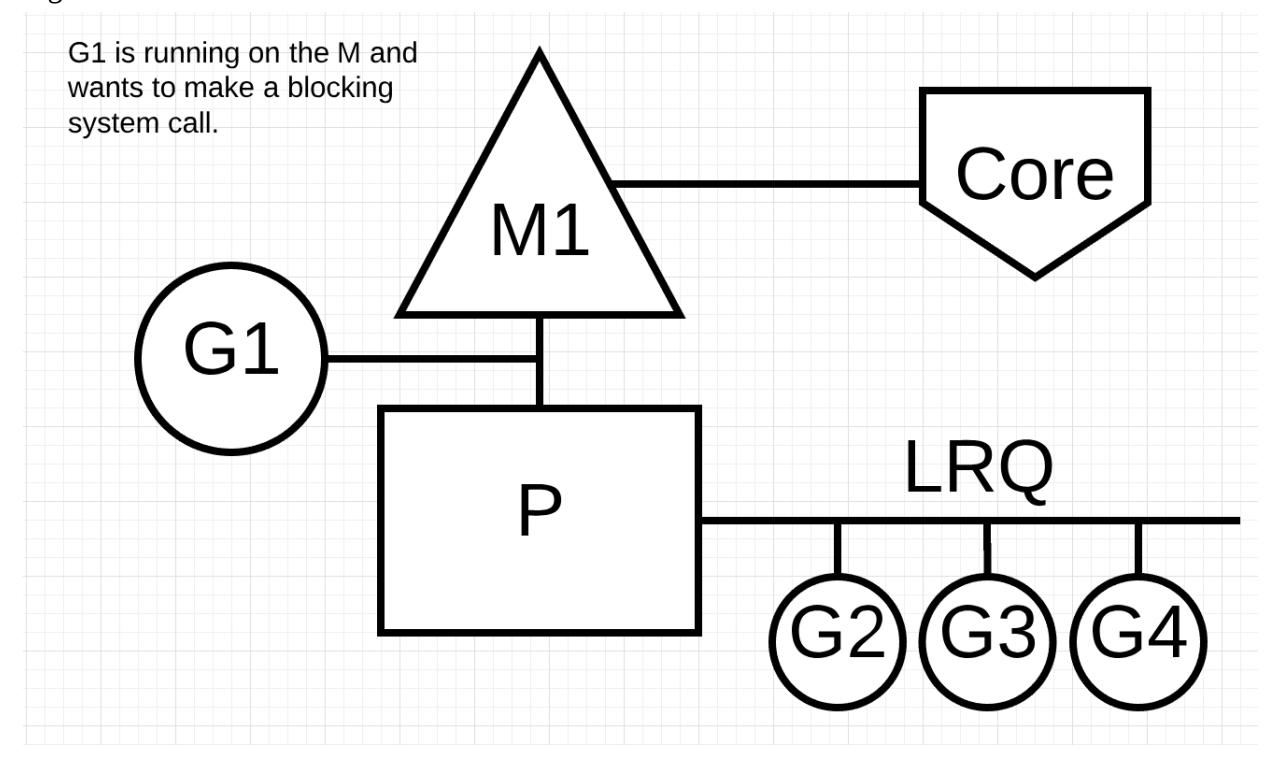 G1 is running on the M and
wants to make a blocking
system call.
Core
M1
G1
LRQ
P
G2 G3 G4